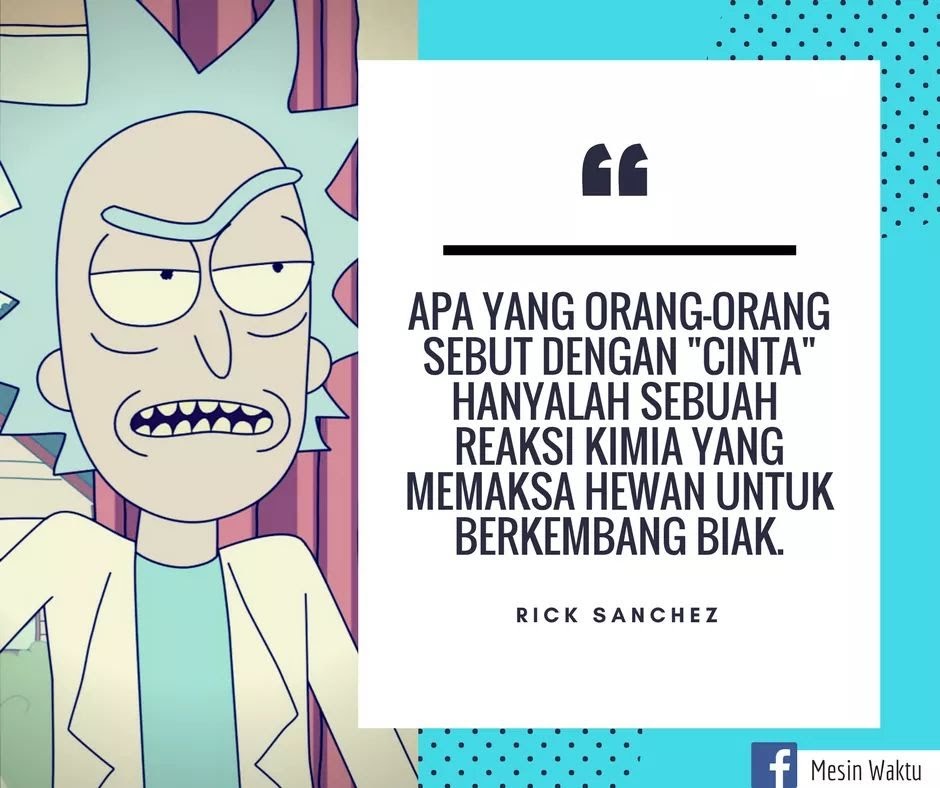 “
APA YANG ORANG-ORANG
SEBUT DENGAN "CINTA"
HANYALAH SEBUAH
REAKSI KIMIA YANG
MEMAKSA HEWAN UNTUK
BERKEMBANG BIAK.
RICK SANCHEZ
f Mesin Waktu